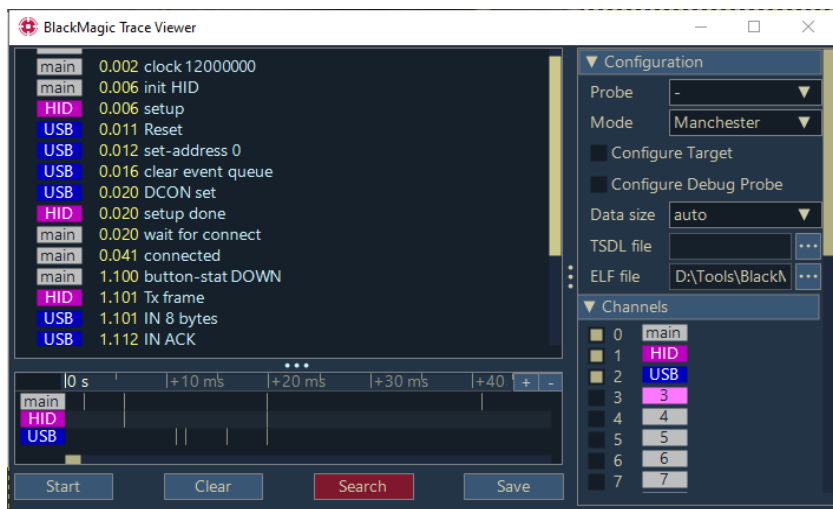 BlackMagic Trace Viewer
main 0.002 clock 12000000
main 0.006 init HID
HID 0.006 setup
USB 0.011 Reset
USB 0.012 set-address 0
USB 0.016 clear event queue
USB 0.020 DCON set
HID 0.020 setup done
main 0.020 wait for connect
main 0.041 connected
main 1.100 button-stat DOWN
HID 1.101 Tx frame
USB 1.101 IN 8 bytes
USB 1.112 IN ACK
0 s +10 ms +20 ms +30 ms +40 + -
main
HID
USB
Start Clear Search Save
Configuration
Probe -
Mode Manchester
Configure Target
Configure Debug Probe
Data size auto
TSDL file ...
ELF file D:\Tools\BlackM ...
Channels
0 main
1 HID
2 USB
3 3
4 4
5 5
6 6
7 7